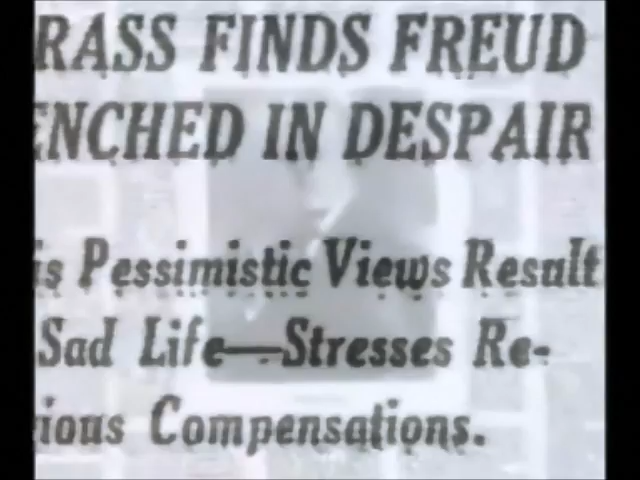 RASS FINDS FREUD
ENCHED IN DESPAIR
is Pessimistic Views Result
Sad Life—Stresses Re-
ious Compensations.